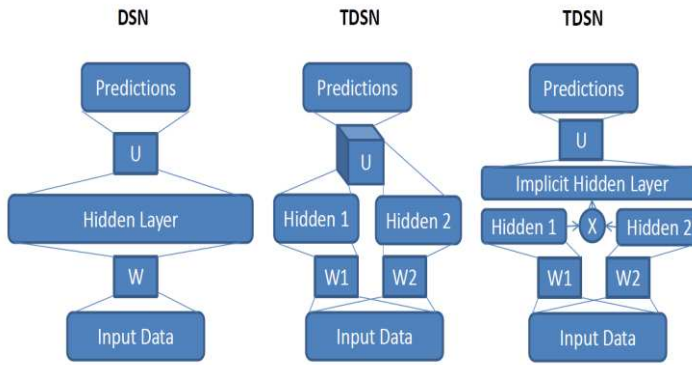 DSN
Predictions
U
Hidden Layer
W
Input Data
TDSN
Predictions
U
Hidden 1 Hidden 2
W1 W2
Input Data
TDSN
Predictions
U
Implicit Hidden Layer
Hidden 1 X Hidden 2
W1 W2
Input Data